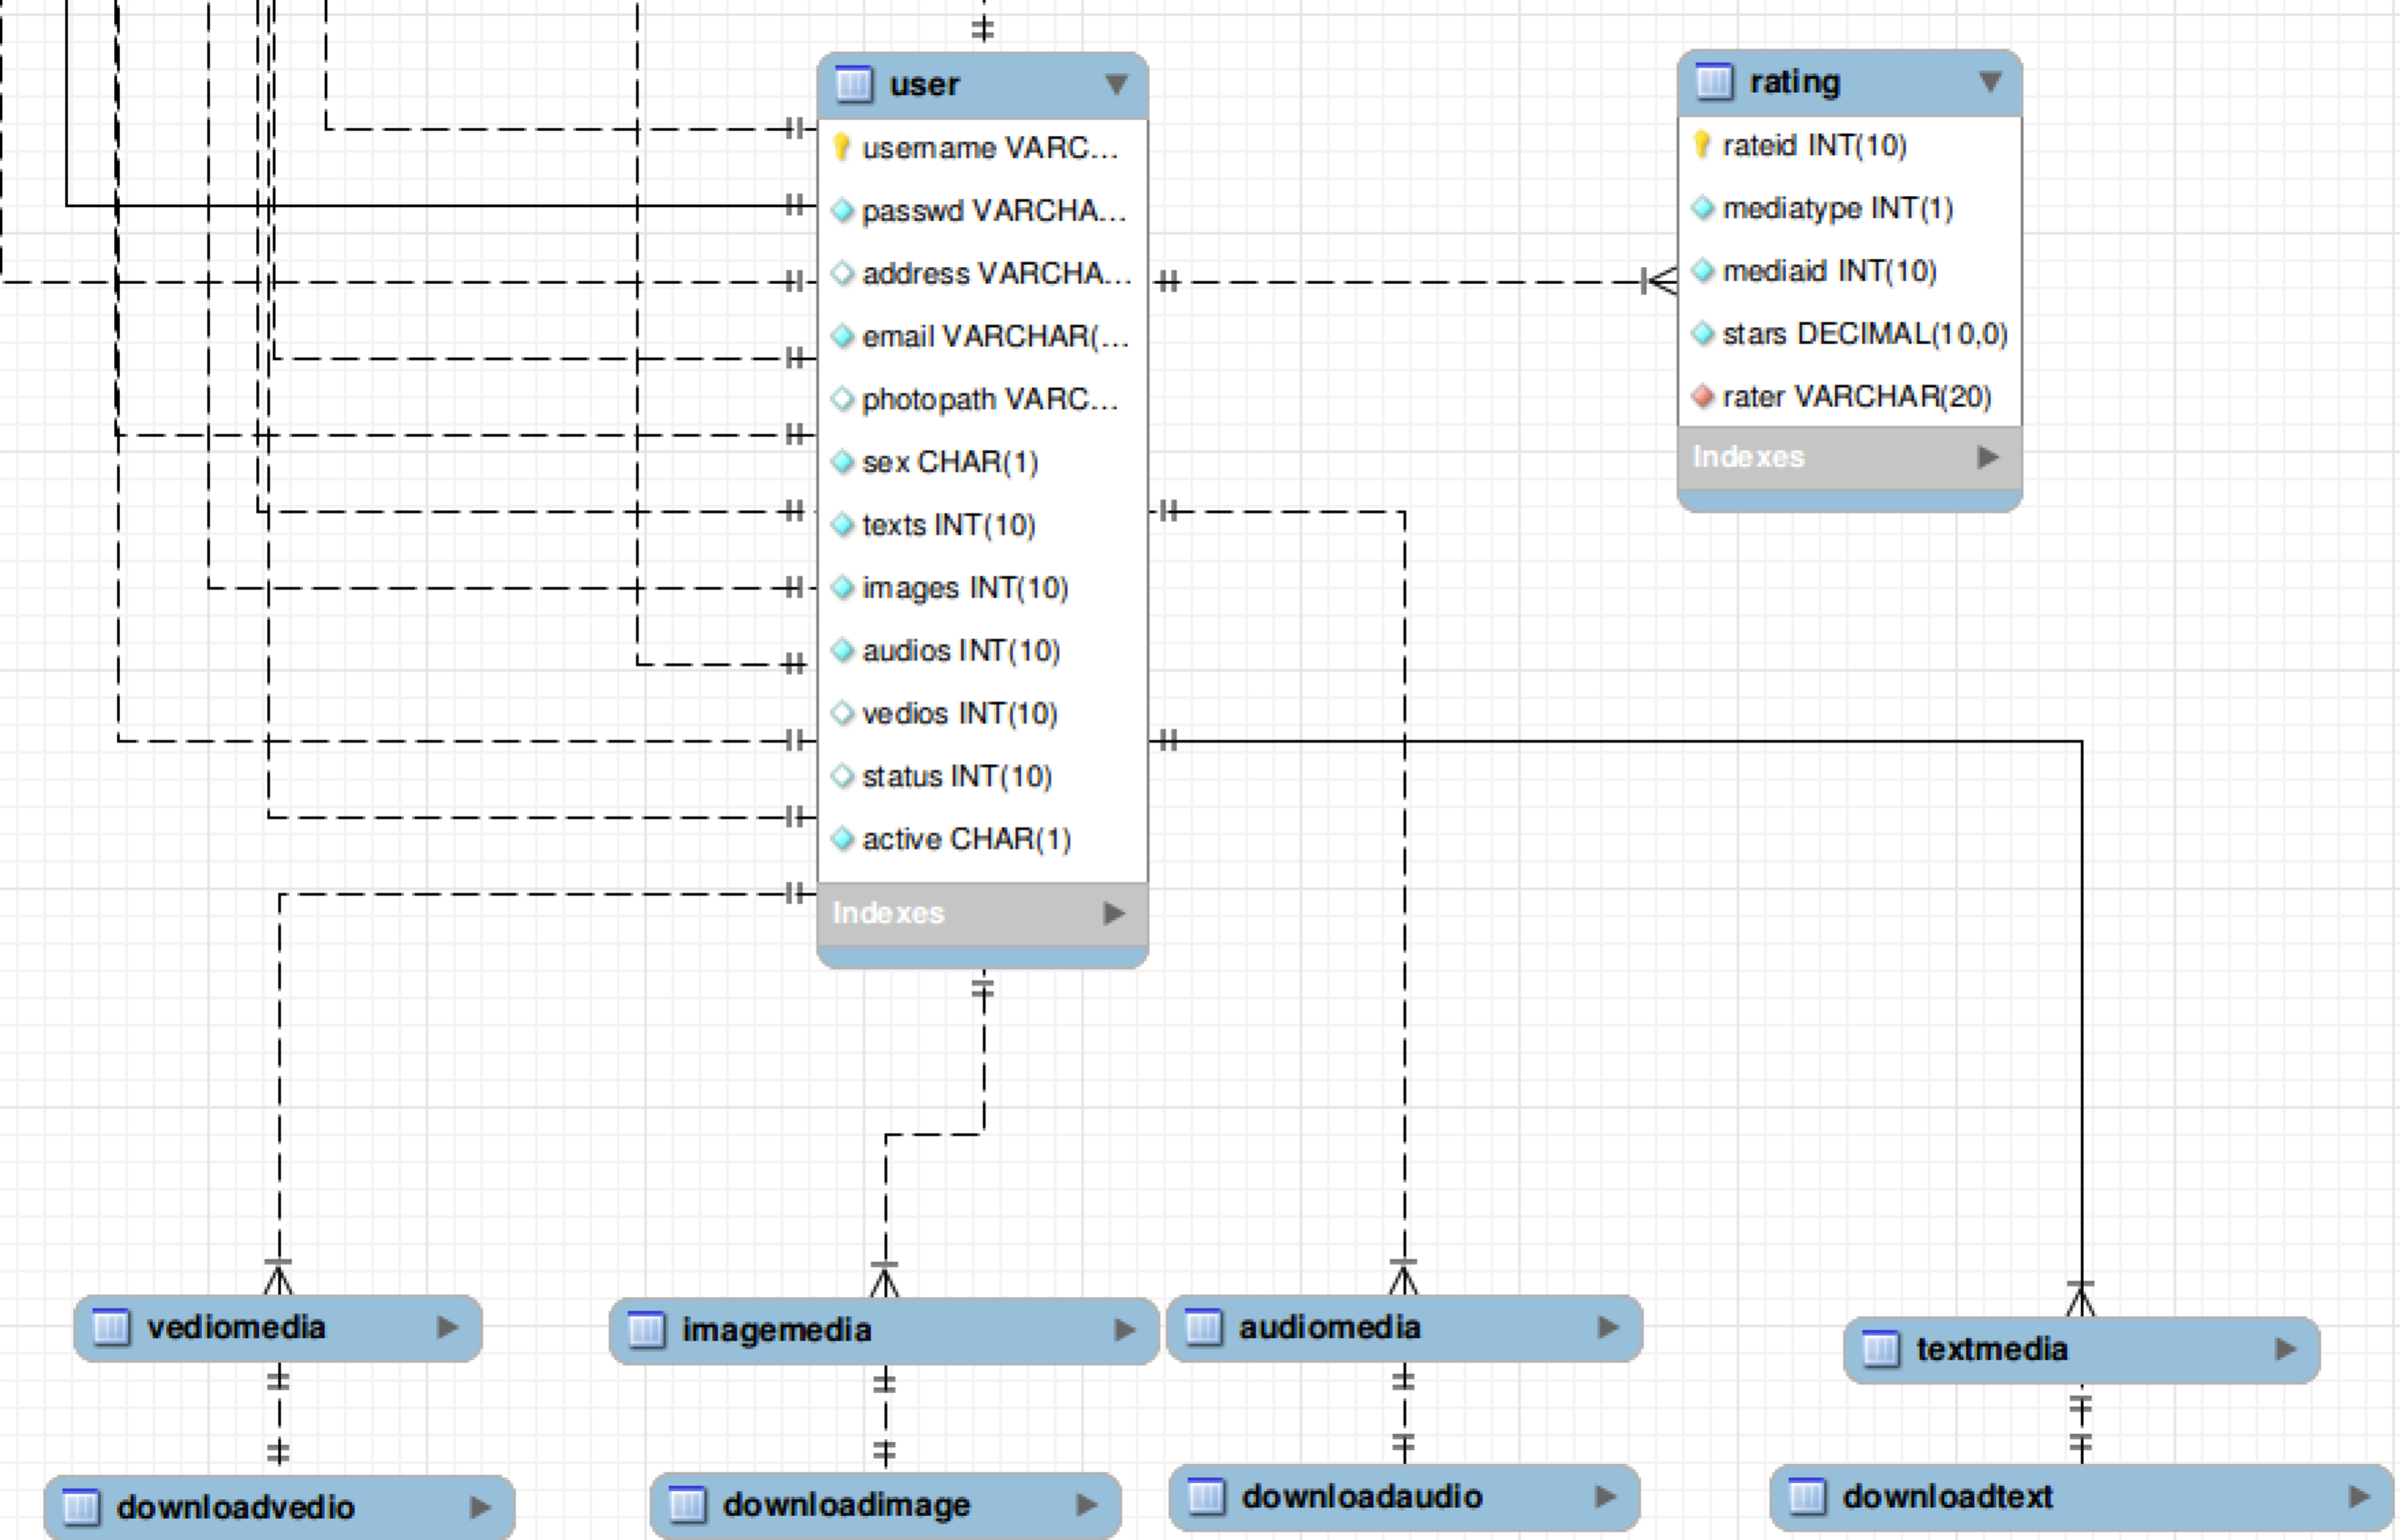 user
username VARC...
passwd VARCHA...
address VARCHA...
email VARCHAR(...
photopath VARC...
sex CHAR(1)
texts INT(10)
images INT(10)
audios INT(10)
vedios INT(10)
status INT(10)
active CHAR(1)
Indexes
rating
rateid INT(10)
mediatype INT(1)
mediaid INT(10)
stars DECIMAL(10,0)
rater VARCHAR(20)
Indexes
vediomedia
imagemedia
audiomedia
textmedia
downloadvedio
downloadimage
downloadaudio
downloadtext